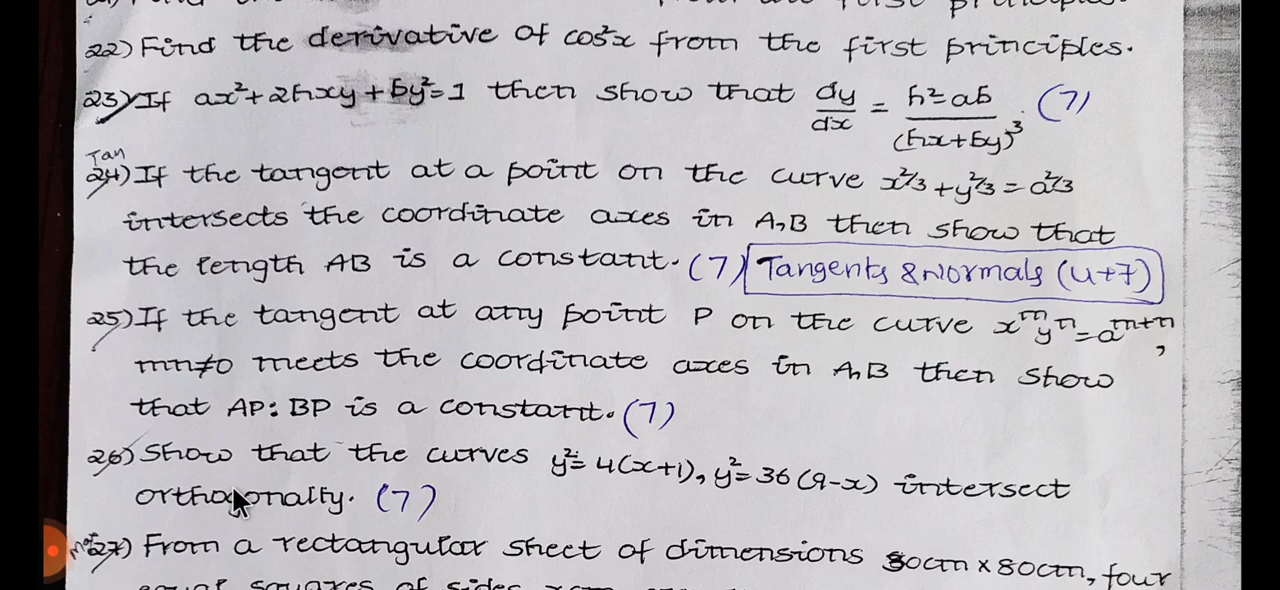 22) Find the derivative of cos²x from the first principles.
23) If ax²+2hxy+by²=1 then show that dy/dx = h²-ab/(hx+by)³ (7)
Tan
24) If the tangent at a point on the curve x^2/3+y^2/3=a^2/3
intersects the coordinate axes in A,B then show that
the length AB is a constant. (7) Tangents & Normals (4+7)
25) If the tangent at any point P on the curve x^m y^n = a^m+n,
mn≠0 meets the coordinate axes in A,B then show
that AP:BP is a constant. (7)
26) Show that the curves y²=4(x+1), y²=36(9-x) intersect
orthogonally. (7)
27) From a rectangular sheet of dimensions 30cm x 80cm, four